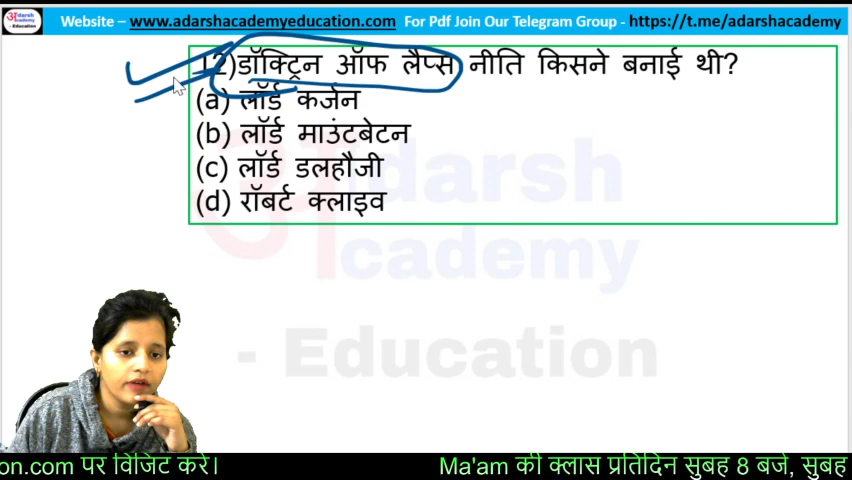 Website – www.adarshacademyeducation.com For Pdf Join Our Telegram Group - https://t.me/adarshacademy
12)डॉक्ट्रिन ऑफ लैप्स नीति किसने बनाई थी?
(a) लॉर्ड कर्जन
(b) लॉर्ड माउंटबेटन
(c) लॉर्ड डलहौजी
(d) रॉबर्ट क्लाइव
अ adarsh
Academy
- Education
on.com पर विजिट करे। Ma'am की क्लास प्रतिदिन सुबह 8 बजे, सुबह